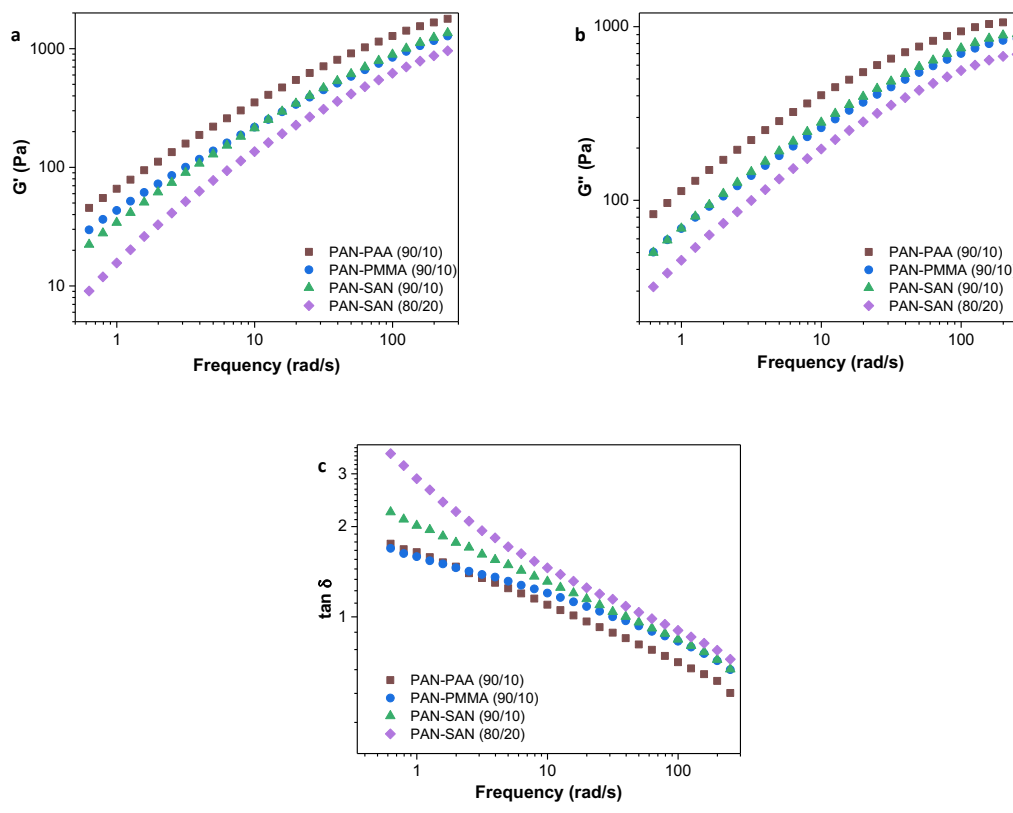 a
1000
100
10
G' (Pa)
PAN-PAA (90/10)
PAN-PMMA (90/10)
PAN-SAN (90/10)
PAN-SAN (80/20)
1
10
100
Frequency (rad/s)
b
1000
100
G'' (Pa)
PAN-PAA (90/10)
PAN-PMMA (90/10
PAN-SAN (90/10)
PAN-SAN (80/20)
1
10
100
Frequency (rad/s)
c
3
2
1
tan δ
PAN-PAA (90/10)
PAN-PMMA (90/10)
PAN-SAN (90/10)
PAN-SAN (80/20)
1
10
100
Frequency (rad/s)